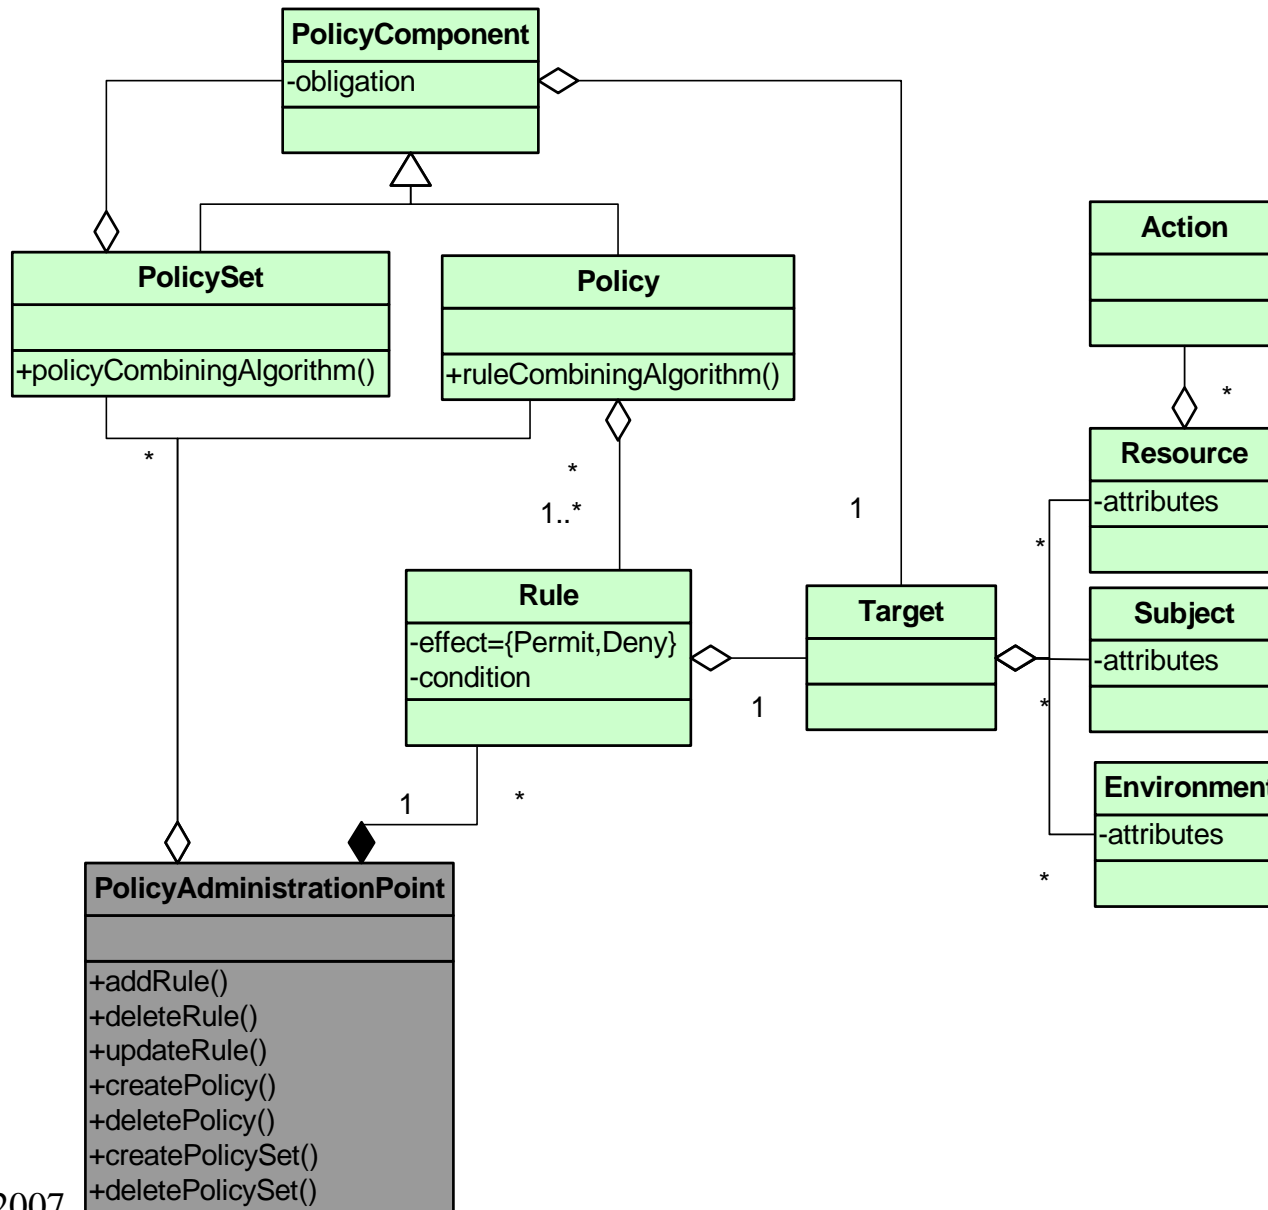 PolicyComponent
-obligation
Action
PolicySet
+policyCombiningAlgorithm()
Policy
+ruleCombiningAlgorithm()
*
Resource
-attributes
*
*
1..*
1
*
Rule
-effect={Permit,Deny}
-condition
Target
Subject
-attributes
1
*
Environment
-attributes
1
*
*
PolicyAdministrationPoint
+addRule()
+deleteRule()
+updateRule()
+createPolicy()
+deletePolicy()
+createPolicySet()
+deletePolicySet()
2007